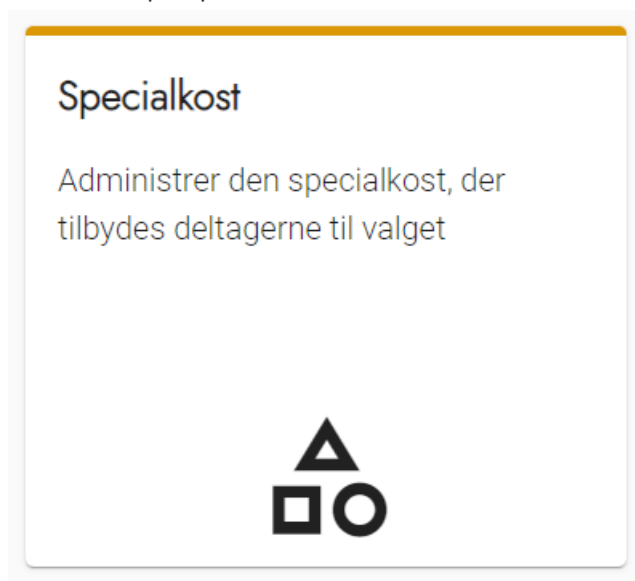 Specialkost
Administrer den specialkost, der
tilbydes deltagerne til valget